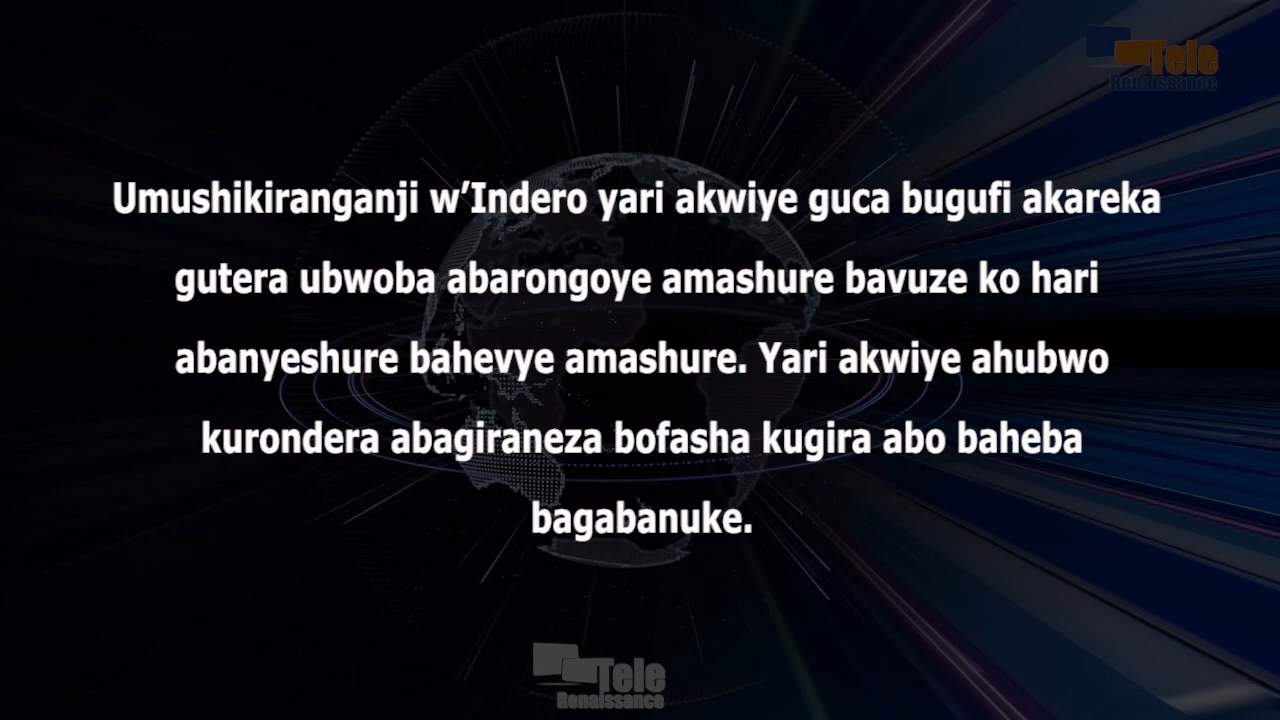 Tele
Renaissance
Umushikiranganji w’Indero yari akwiye guca bugufi akareka
gutera ubwoba abarongoye amashure bavuze ko hari
abanyeshure bahevye amashure. Yari akwiye ahubwo
kurondera abagiraneza bofasha kugira abo baheba
bagabanuke.
Tele
Renaissance